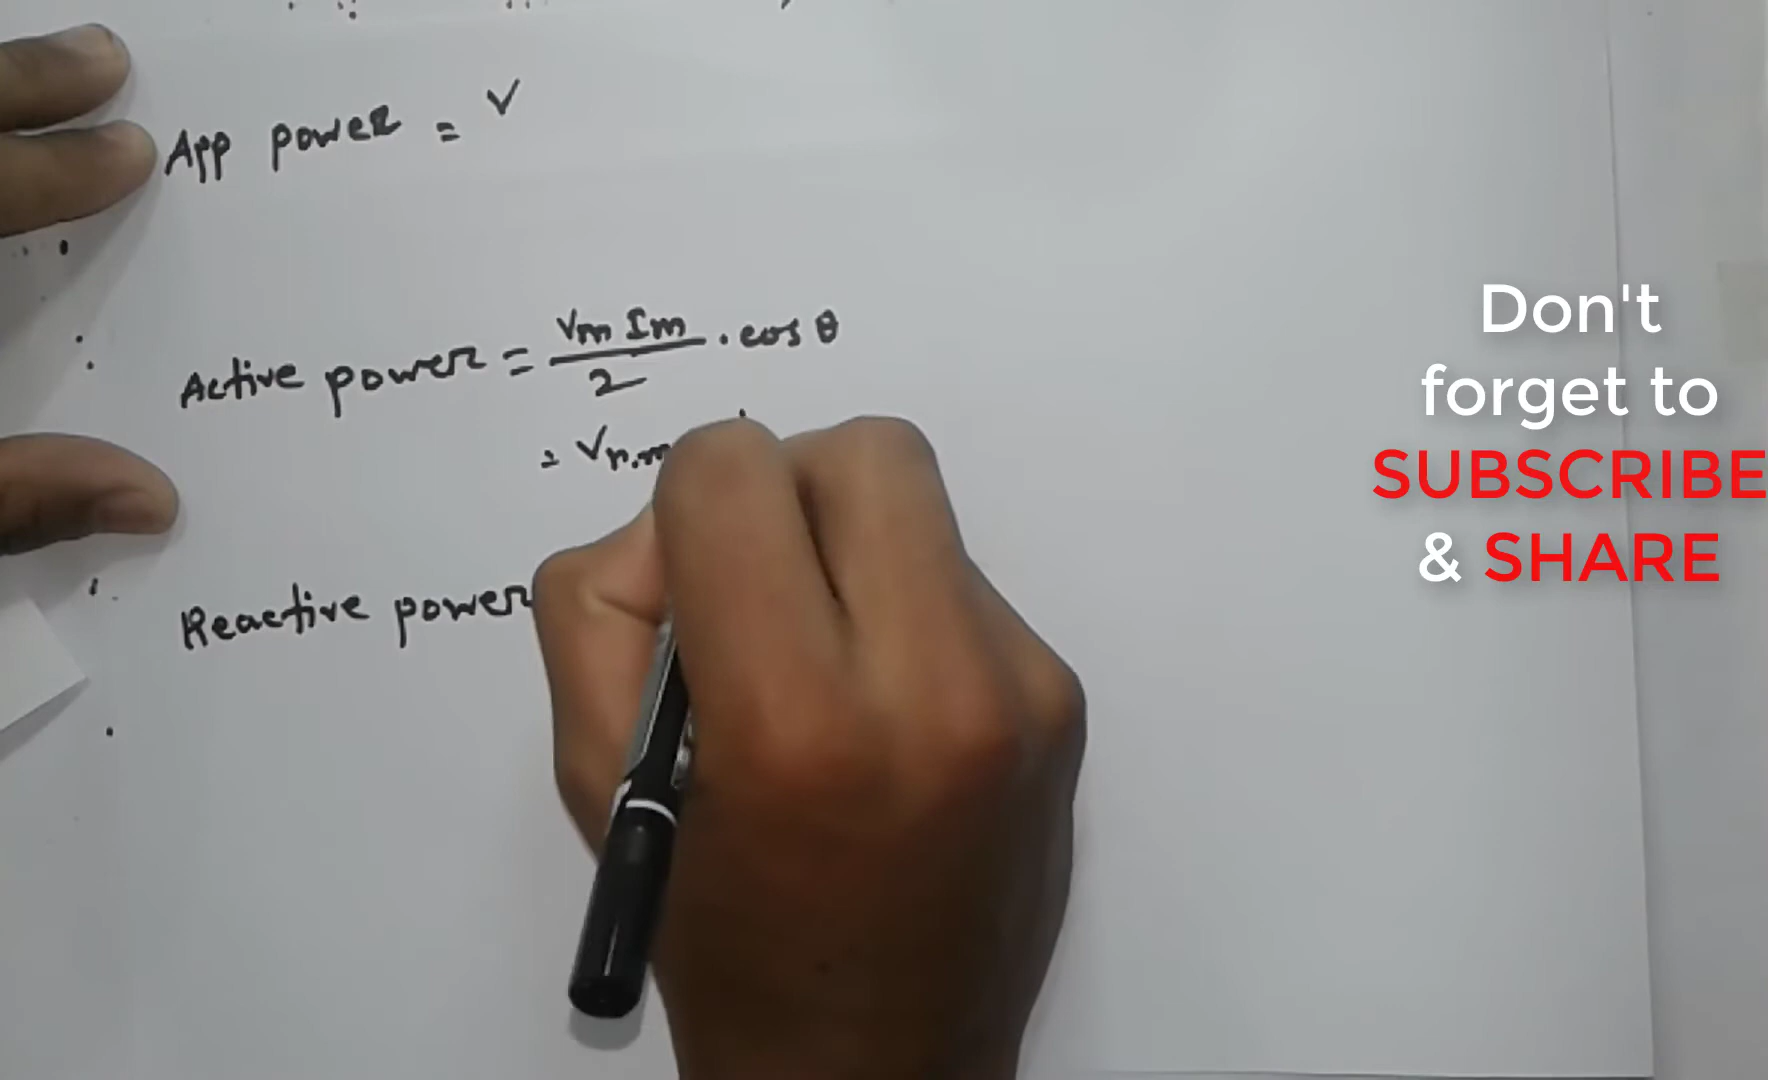 App power = V
Active power = Vm Im / 2 . cos θ
= Vr.m
Reactive power
Don't
forget to
SUBSCRIBE
& SHARE